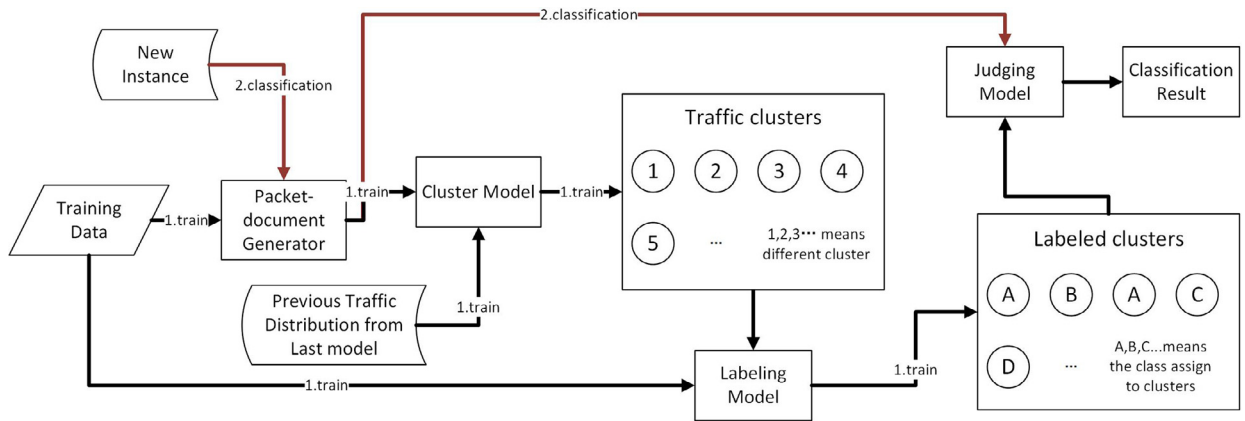 2.classification
New
Instance
2.classification
Judging
Model
Classification
Result
Traffic clusters
1
2
3
4
Training
Data
1.train
Packet-
document
Generator
1.train
Cluster Model
1.train
5
...
1,2,3··· means
different cluster
Labeled clusters
A
B
A
C
Previous Traffic
Distribution from
Last model
1.train
D
...
A,B,C...means
the class assign
to clusters
1.train
Labeling
Model
1.train